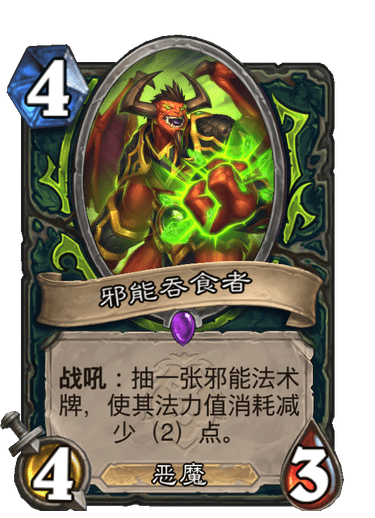 4
邪能吞食者
战吼：抽一张邪能法术
牌，使其法力值消耗减
少（2）点。
4
恶魔
3